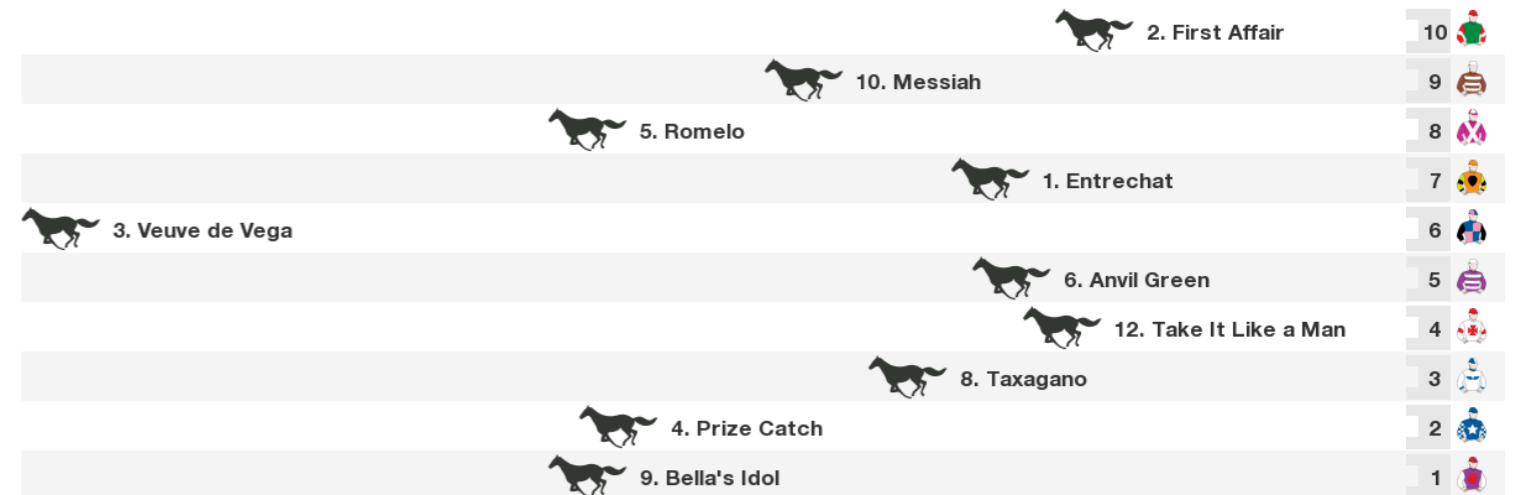 2. First Affair 10
10. Messiah 9
5. Romelo 8
1. Entrechat 7
3. Veuve de Vega 6
6. Anvil Green 5
12. Take It Like a Man 4
8. Taxagano 3
4. Prize Catch 2
9. Bella's Idol 1